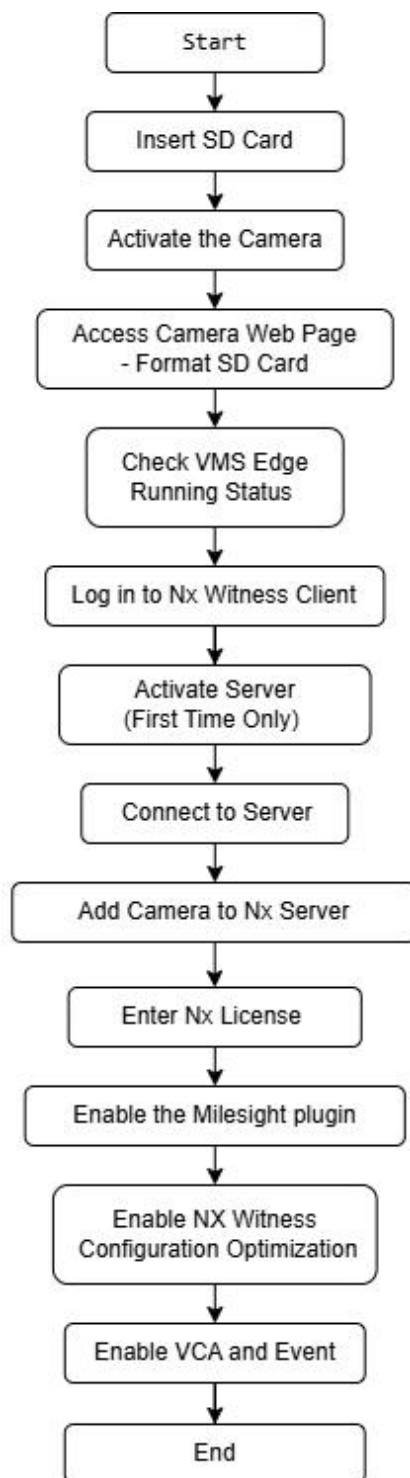 Start
Insert SD Card
Activate the Camera
Access Camera Web Page
- Format SD Card
Check VMS Edge
Running Status
Log in to Nx Witness Client
Activate Server
(First Time Only)
Connect to Server
Add Camera to Nx Server
Enter Nx License
Enable the Milesight plugin
Enable NX Witness
Configuration Optimization
Enable VCA and Event
End